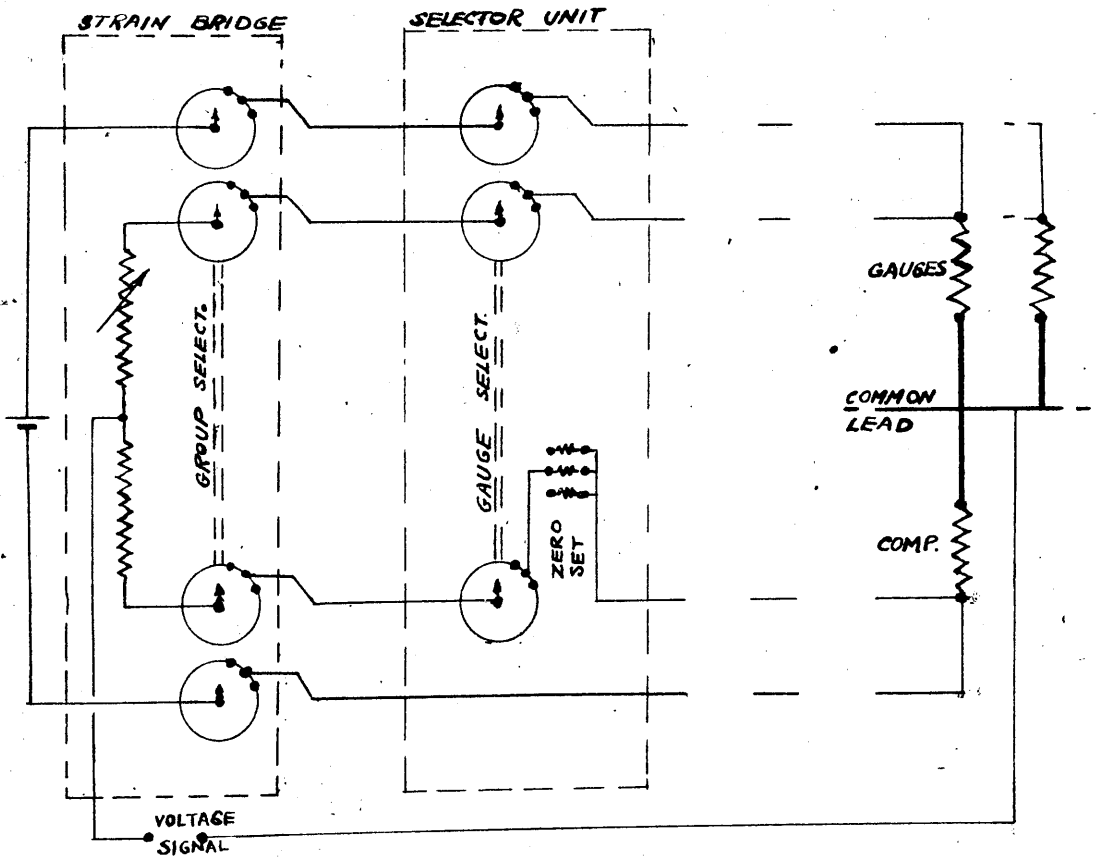 STRAIN BRIDGE
SELECTOR UNIT
GROUP SELECT.
GAUGE SELECT.
GAUGES
COMMON
LEAD
ZERO
SET
COMP.
VOLTAGE
SIGNAL